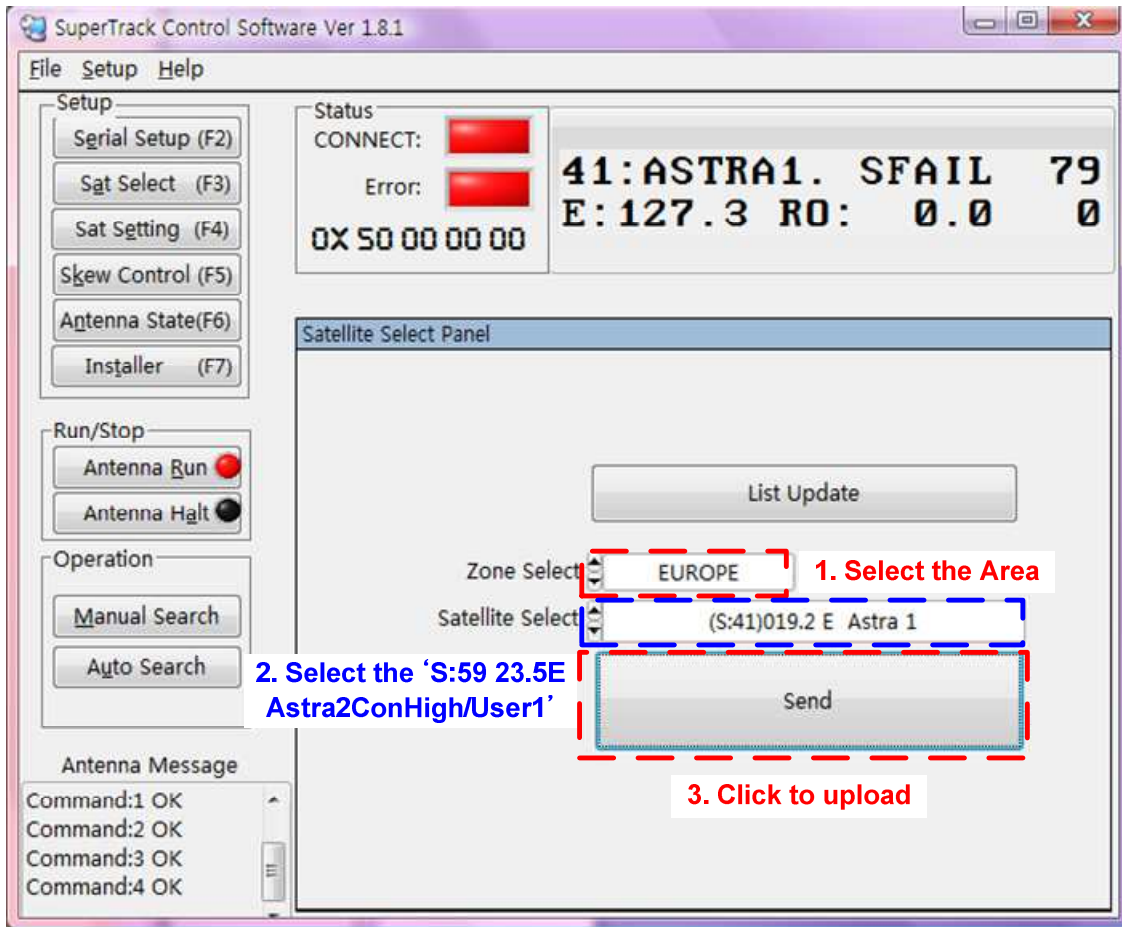 SuperTrack Control Software Ver 1.8.1
File Setup Help
Setup
Serial Setup (F2)
Sat Select (F3)
Sat Setting (F4)
Skew Control (F5)
Antenna State(F6)
Installer (F7)
Status
CONNECT:
Error:
0X 50 00 00 00
41:ASTRA1. SFAIL 79
E:127.3 RO: 0.0 0
Run/Stop
Antenna Run
Antenna Halt
Operation
Manual Search
Auto Search
Satellite Select Panel
List Update
Zone Select EUROPE
1. Select the Area
Satellite Select (S:41)019.2 E Astra 1
2. Select the ‘S:59 23.5E
Astra2ConHigh/User1’
Send
3. Click to upload
Antenna Message
Command:1 OK
Command:2 OK
Command:3 OK
Command:4 OK